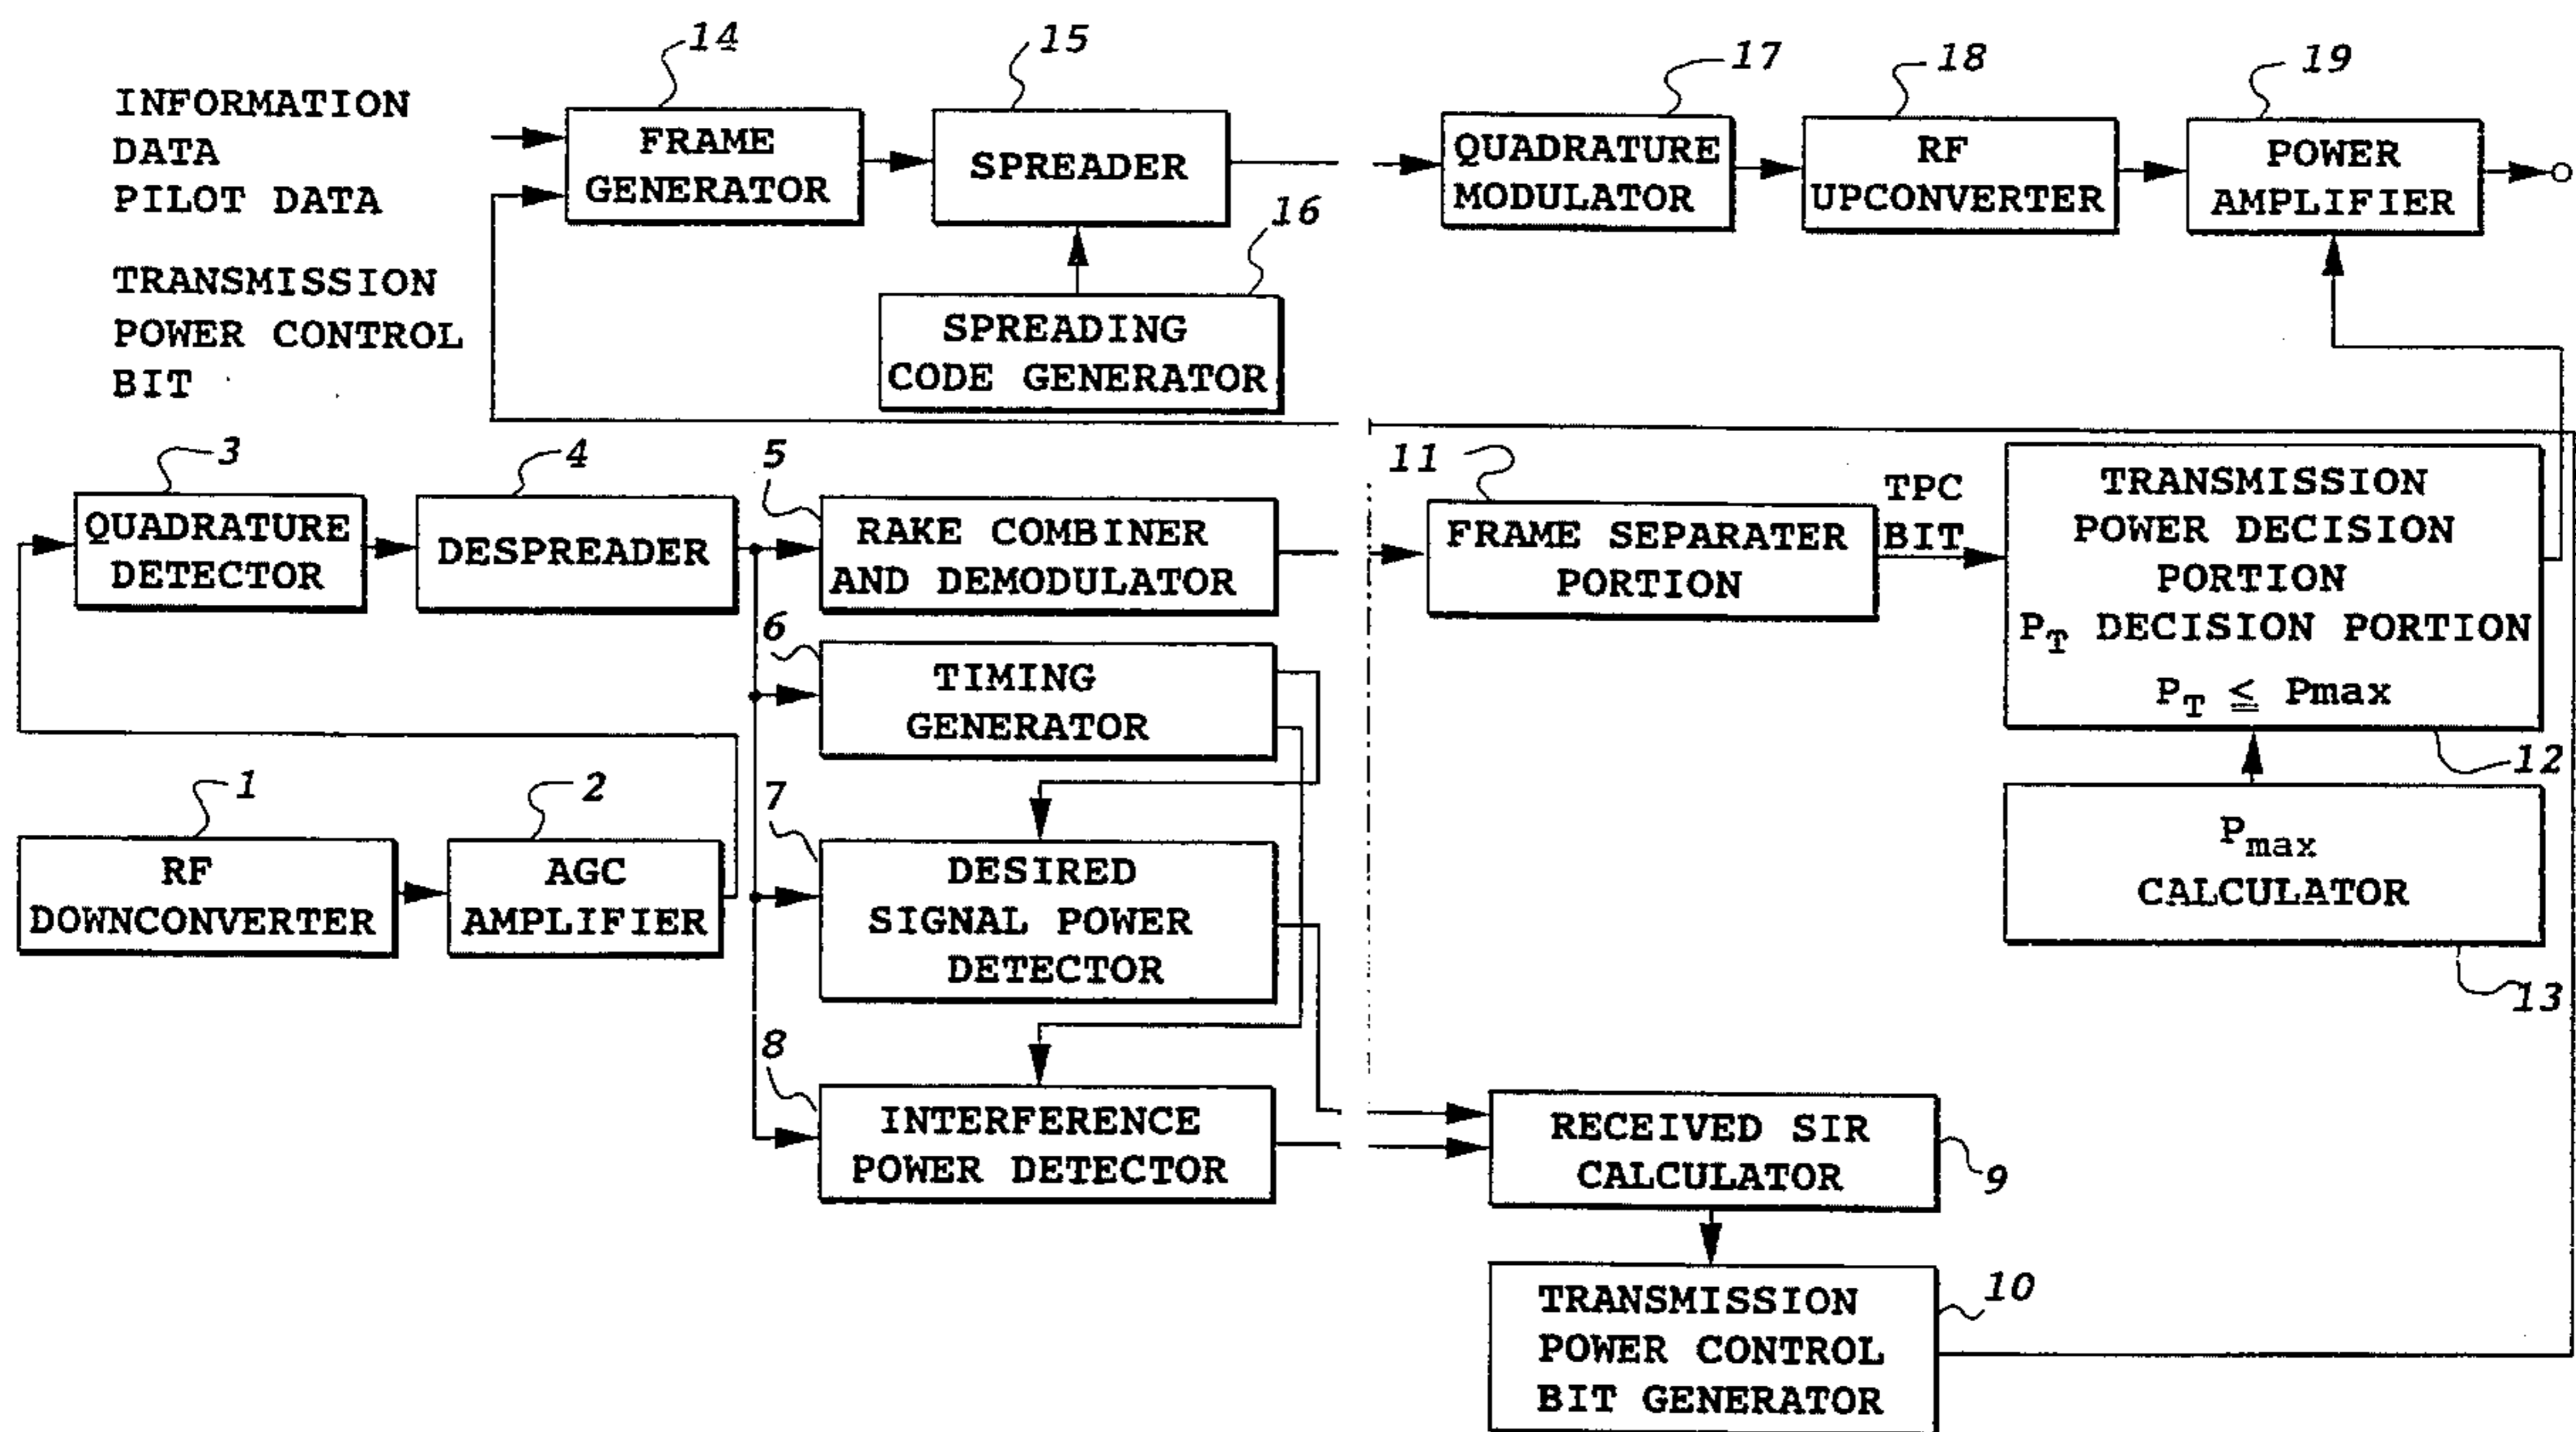 14
15
17
18
19
INFORMATION
DATA
PILOT DATA
FRAME
GENERATOR
SPREADER
QUADRATURE
MODULATOR
RF
UPCONVERTER
POWER
AMPLIFIER
16
TRANSMISSION
POWER CONTROL
BIT
SPREADING
CODE GENERATOR
3
4
5
11
QUADRATURE
DETECTOR
DESPREADER
RAKE COMBINER
AND DEMODULATOR
FRAME SEPARATER
PORTION
TPC
BIT
TRANSMISSION
POWER DECISION
PORTION
P_T DECISION PORTION
P_T ≦ Pmax
12
6
TIMING
GENERATOR
1
2
7
RF
DOWNCONVERTER
AGC
AMPLIFIER
DESIRED
SIGNAL POWER
DETECTOR
P_max
CALCULATOR
13
8
INTERFERENCE
POWER DETECTOR
RECEIVED SIR
CALCULATOR
9
10
TRANSMISSION
POWER CONTROL
BIT GENERATOR